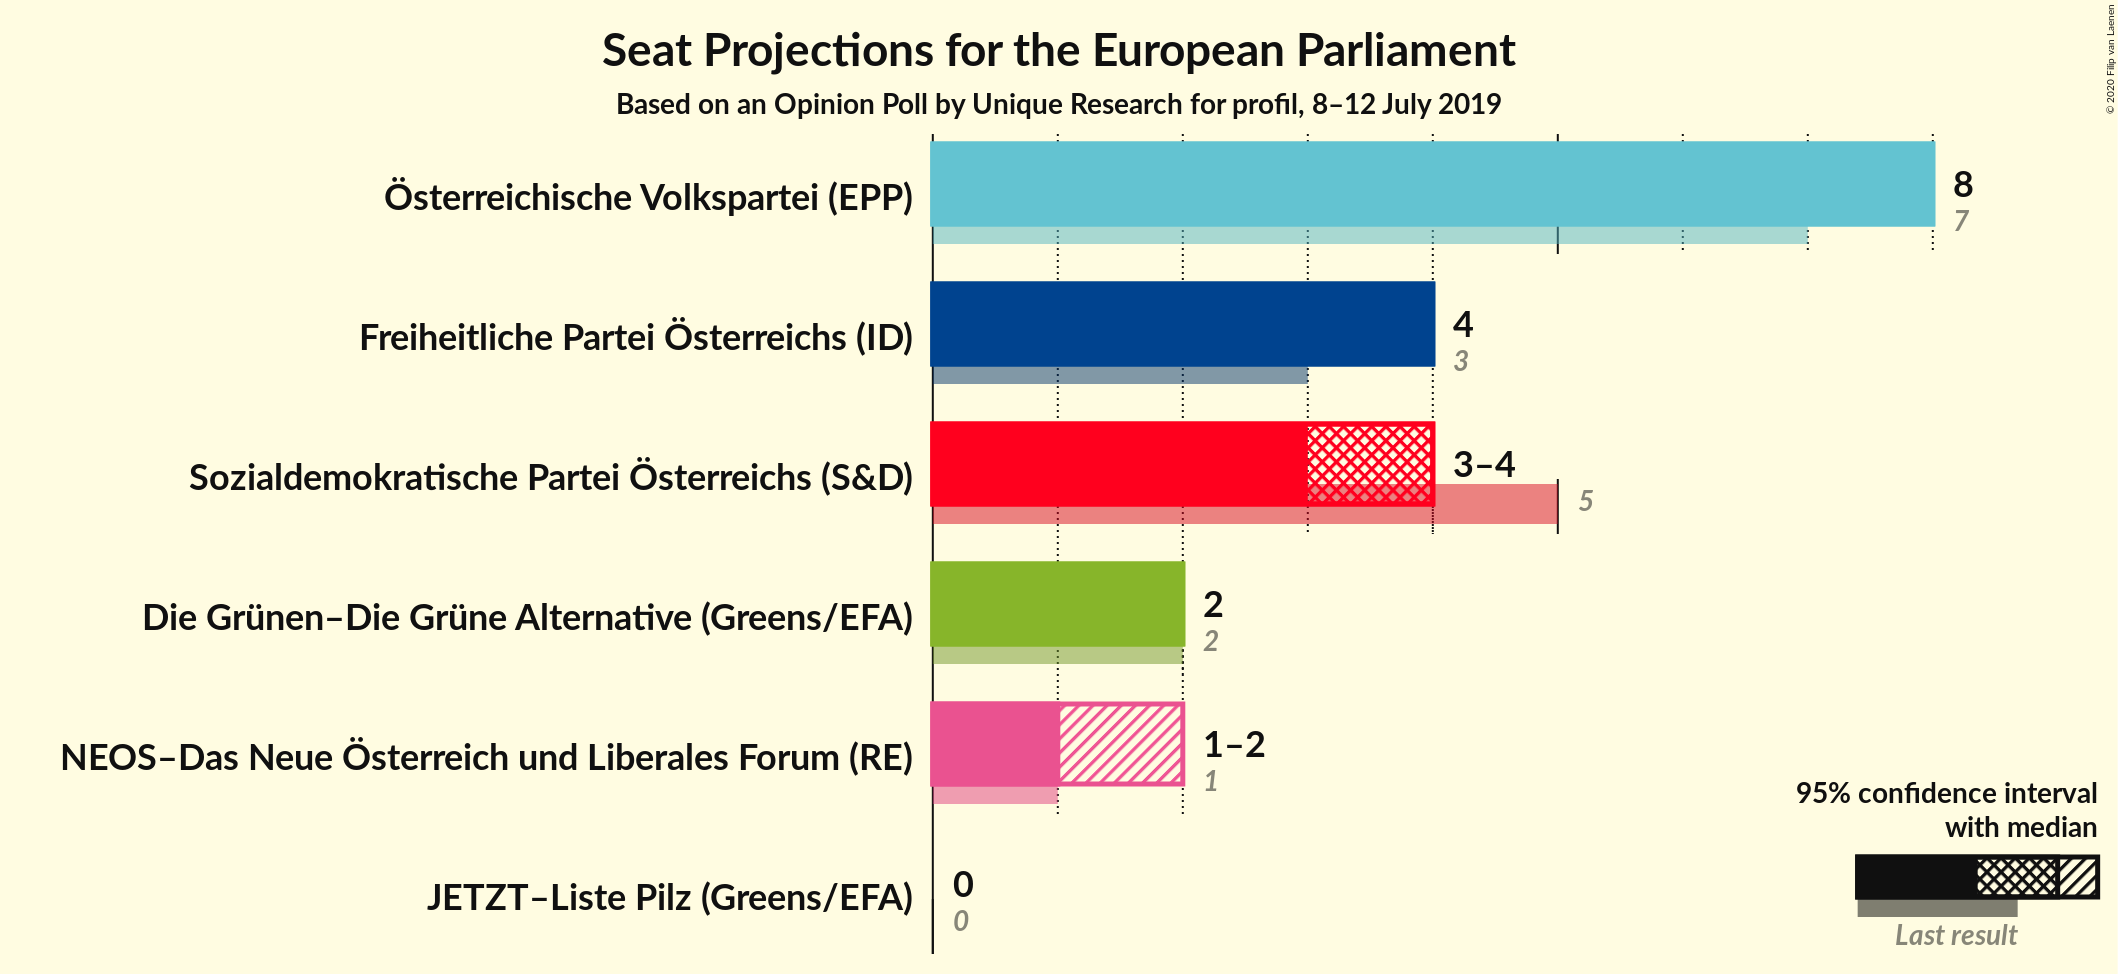 Seat Projections for the European Parliament
Based on an Opinion Poll by Unique Research for profil, 8–12 July 2019
© 2020 Filip van Laenen
Österreichische Volkspartei (EPP)
8
7
Freiheitliche Partei Österreichs (ID)
4
3
Sozialdemokratische Partei Österreichs (S&D)
3–4
5
Die Grünen–Die Grüne Alternative (Greens/EFA)
2
2
NEOS–Das Neue Österreich und Liberales Forum (RE)
1–2
1
JETZT–Liste Pilz (Greens/EFA)
0
0
95% confidence interval
with median
Last result